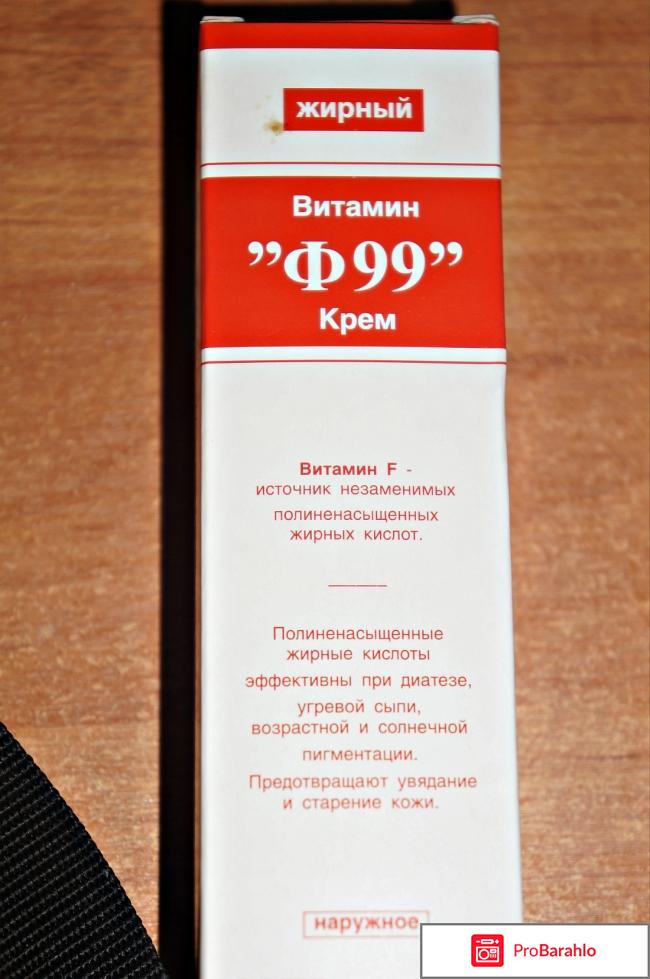 жирный
Витамин
”Ф99”
Крем
Витамин F -
источник незаменимых
полиненасыщенных
жирных кислот.
Полиненасыщенные
жирные кислоты
эффективны при диатезе,
угревой сыпи,
возрастной и солнечной
пигментации.
Предотвращают увядание
и старение кожи.
наружное
ProBarahlo